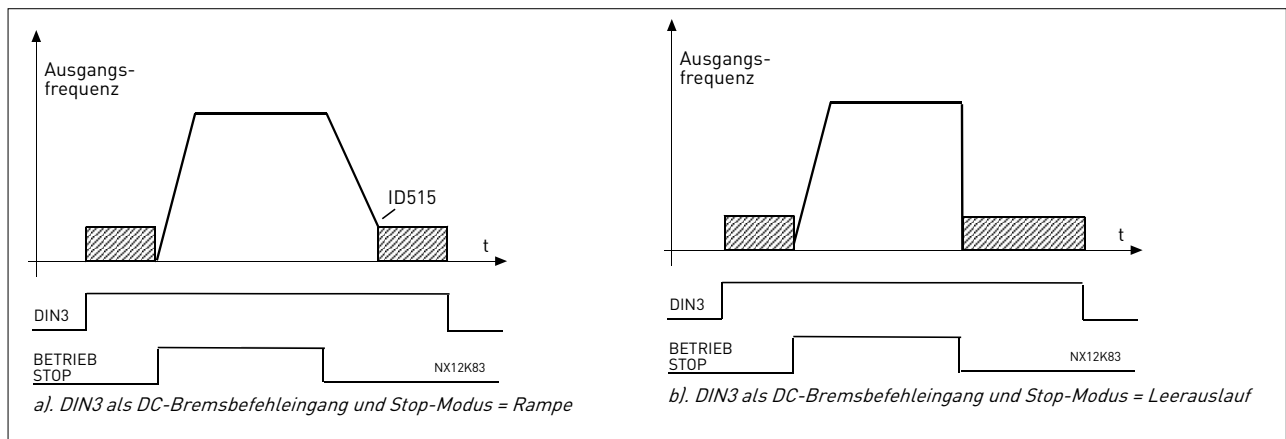 Ausgangs-
frequenz
ID515
t
DIN3
BETRIEB
STOP
NX12K83
a). DIN3 als DC-Bremsbefehleingang und Stop-Modus = Rampe
Ausgangs-
frequenz
t
DIN3
BETRIEB
STOP
NX12K83
b). DIN3 als DC-Bremsbefehleingang und Stop-Modus = Leerauslauf